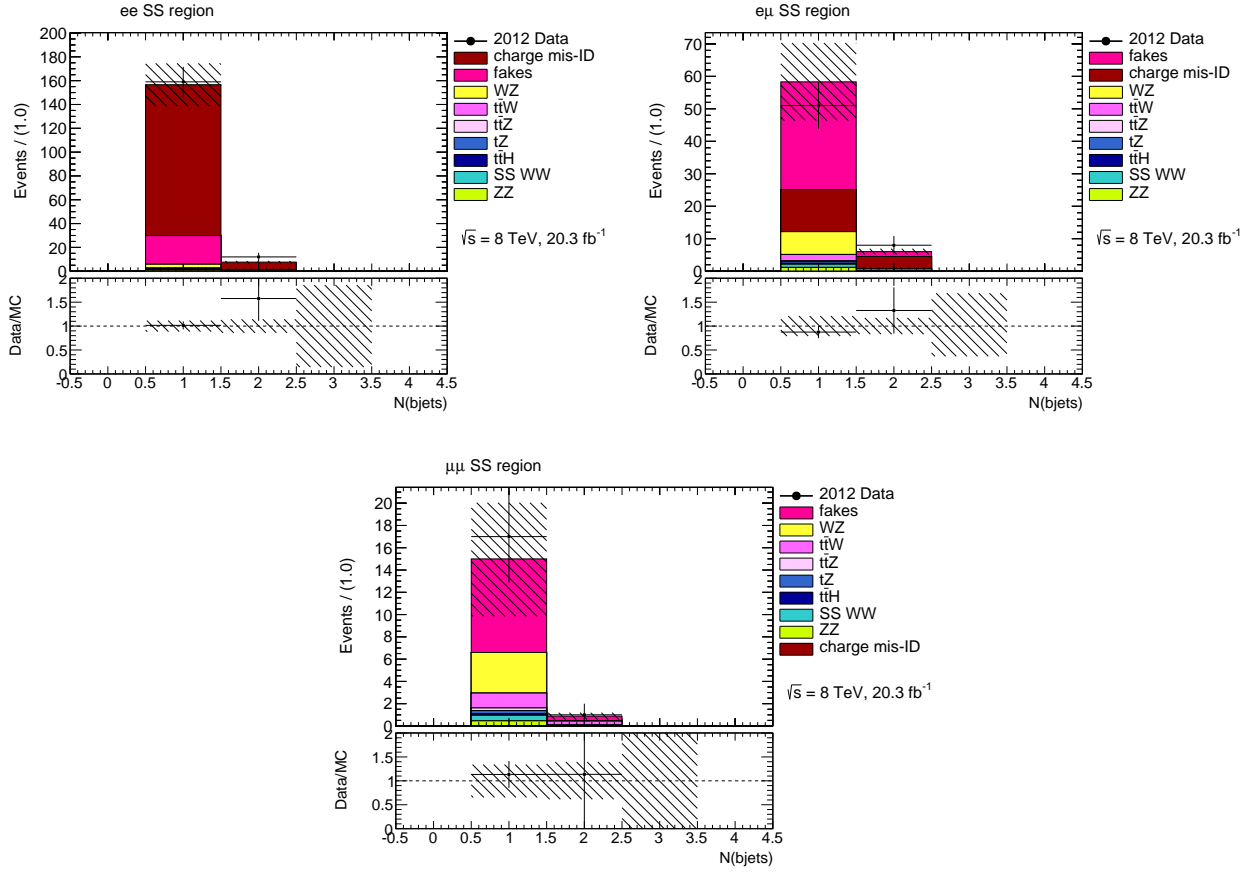 ee SS region
Events / (1.0)
200
180
160
140
120
100
80
60
40
20
0
2012 Data
charge mis-ID
fakes
WZ
tt̄W
tt̄Z
tZ
tt̄H
SS WW
ZZ
√s = 8 TeV, 20.3 fb⁻¹
Data/MC
2
1.5
1
0.5
0
-0.5 0 0.5 1 1.5 2 2.5 3 3.5 4 4.5
N(bjets)
eμ SS region
Events / (1.0)
70
60
50
40
30
20
10
0
2012 Data
fakes
charge mis-ID
WZ
tt̄W
tt̄Z
tZ
tt̄H
SS WW
ZZ
√s = 8 TeV, 20.3 fb⁻¹
Data/MC
2
1.5
1
0.5
0
-0.5 0 0.5 1 1.5 2 2.5 3 3.5 4 4.5
N(bjets)
μμ SS region
Events / (1.0)
20
18
16
14
12
10
8
6
4
2
0
2012 Data
fakes
WZ
tt̄W
tt̄Z
tZ
tt̄H
SS WW
ZZ
charge mis-ID
√s = 8 TeV, 20.3 fb⁻¹
Data/MC
2
1.5
1
0.5
0
-0.5 0 0.5 1 1.5 2 2.5 3 3.5 4 4.5
N(bjets)